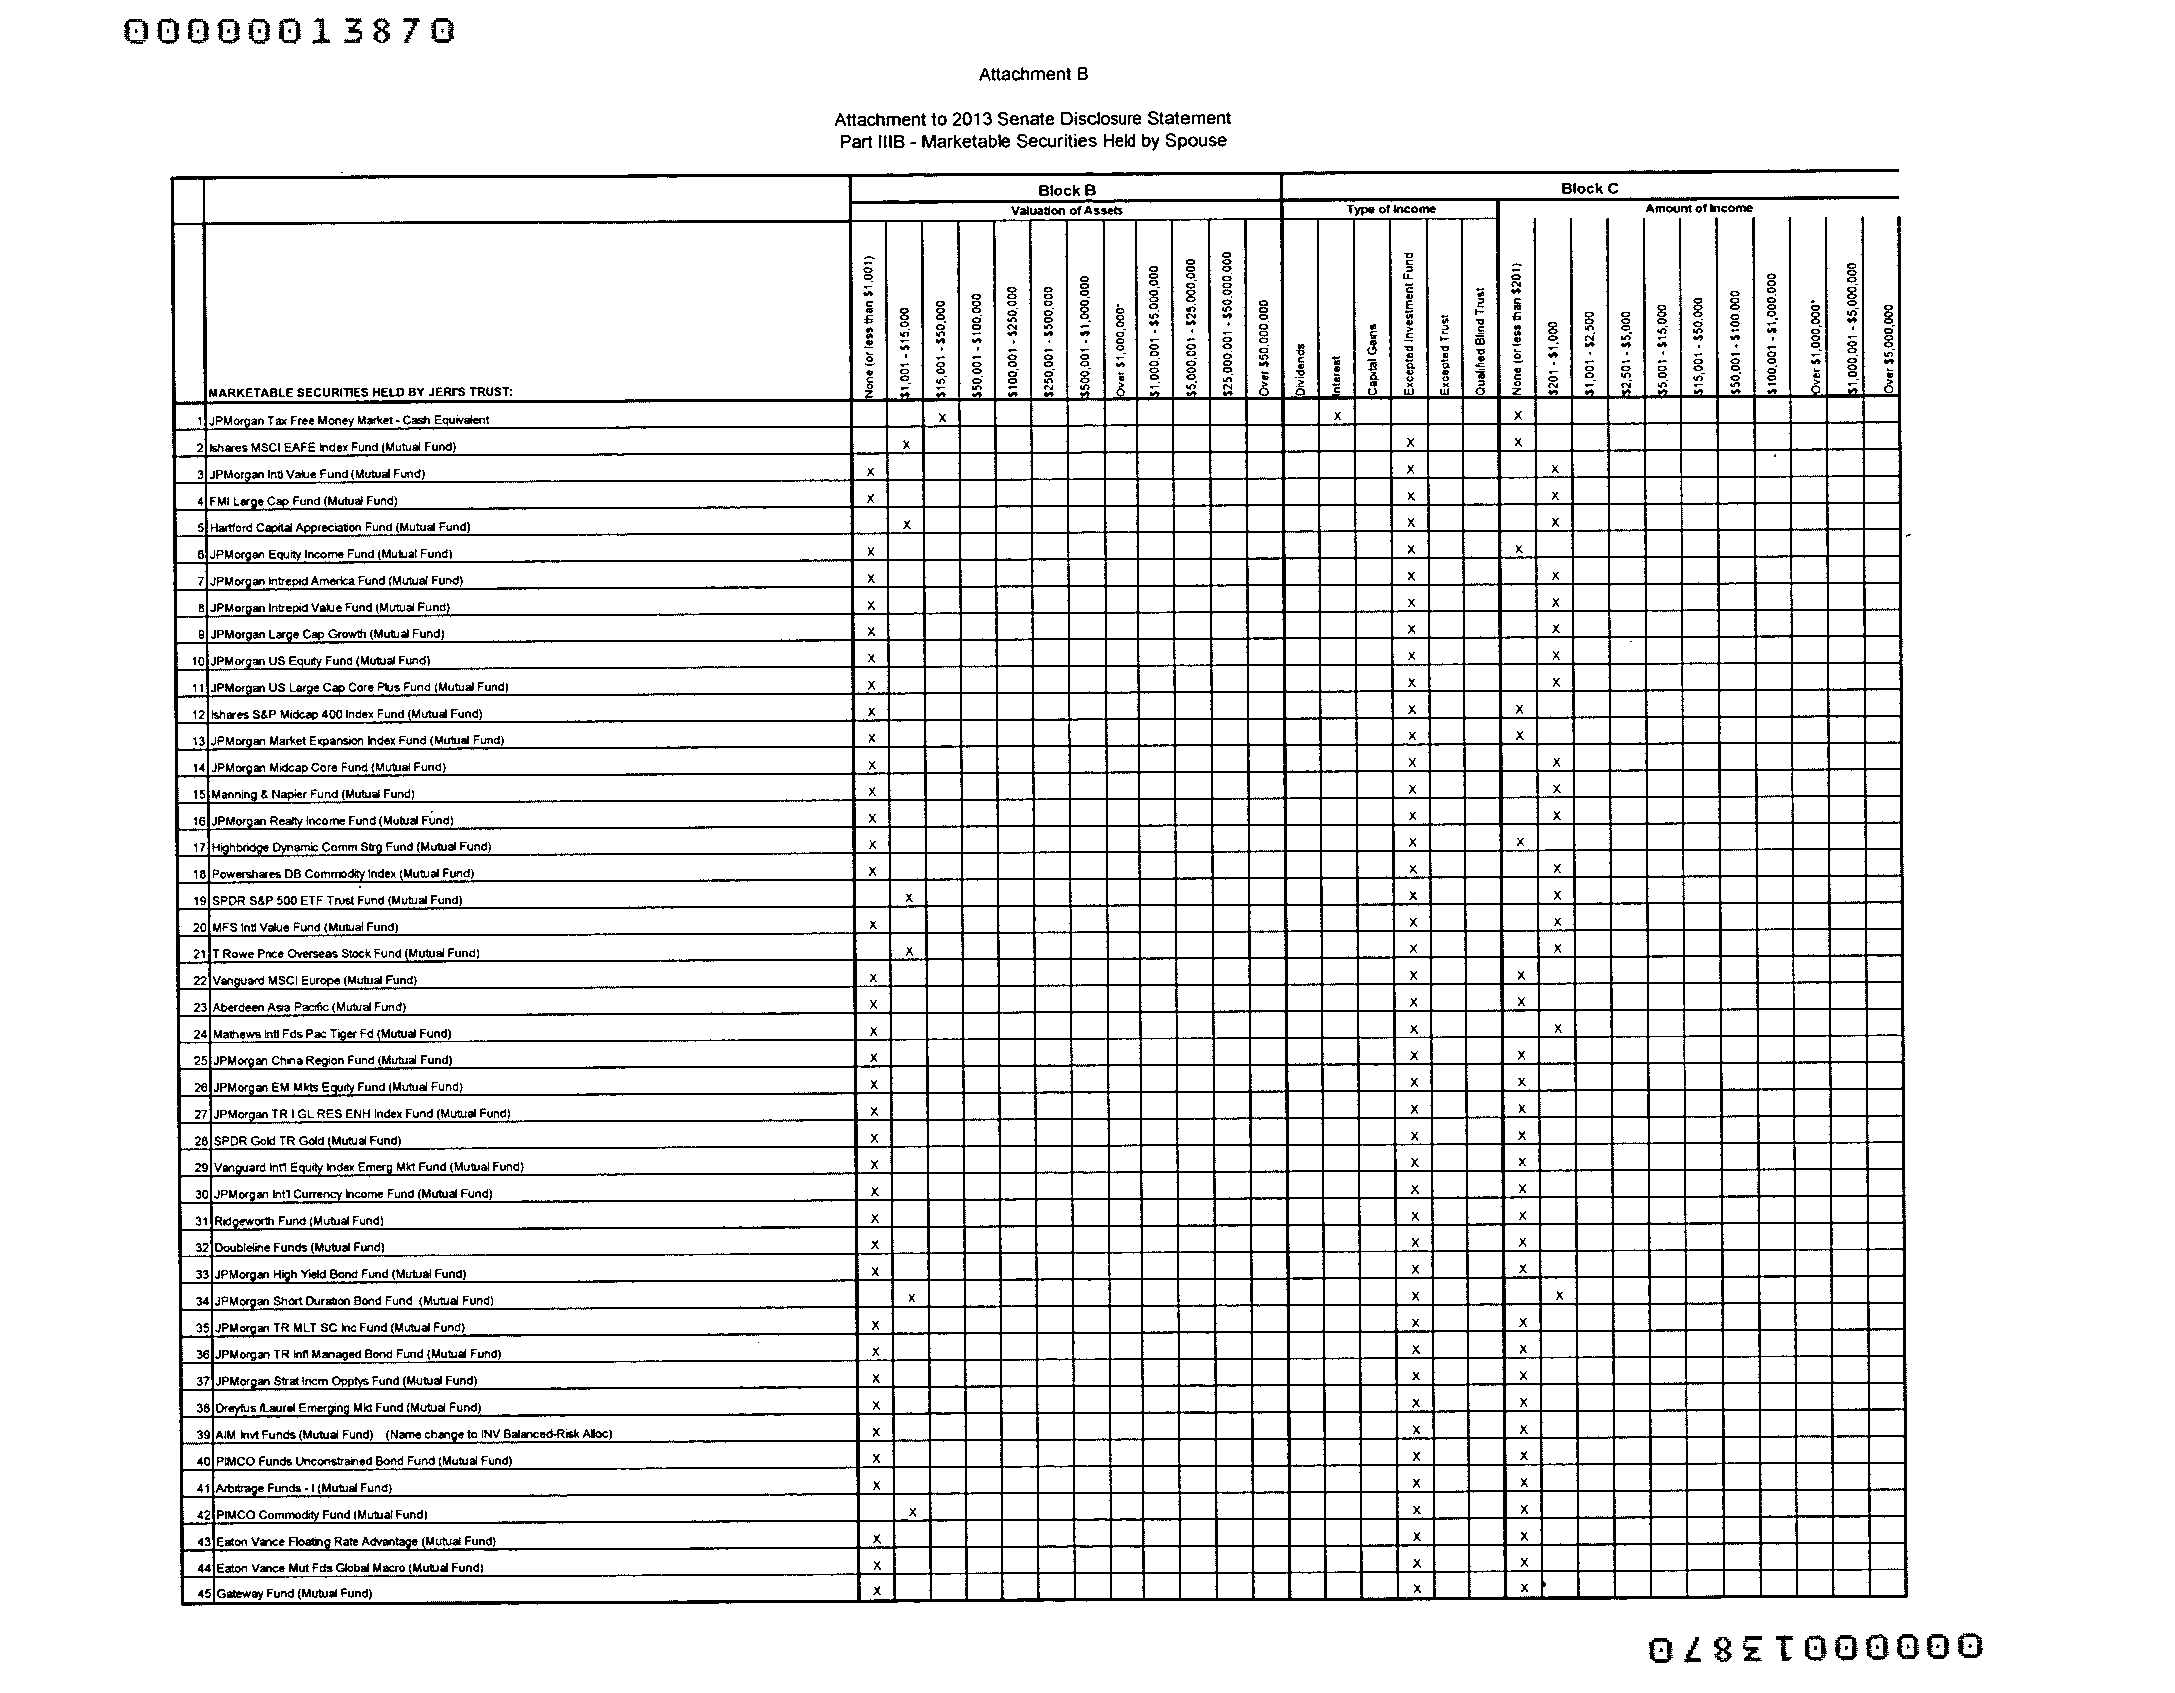 00000013870
Attachment B
Attachment to 2013 Senate Disclosure Statement
Part IIIB - Marketable Securities Held by Spouse
Block B
Block C
Valuation of Assets
Type of Income
Amount of Income
MARKETABLE SECURITIES HELD BY JERI'S TRUST:
None (or less than $1,001)
$1,001 - $15,000
$15,001 - $50,000
$50,001 - $100,000
$100,001 - $250,000
$250,001 - $500,000
$500,001 - $1,000,000
Over $1,000,000*
$1,000,001 - $5,000,000
$5,000,001 - $25,000,000
$25,000,001 - $50,000,000
Over $50,000,000
Dividends
Interest
Capital Gains
Excepted Investment Fund
Excepted Trust
Qualified Blind Trust
None (or less than $201)
$201 - $1,000
$1,001 - $2,500
$2,501 - $5,000
$5,001 - $15,000
$15,001 - $50,000
$50,001 - $100,000
$100,001 - $1,000,000
Over $1,000,000*
$1,000,001 - $5,000,000
Over $5,000,000
1 JPMorgan Tax Free Money Market - Cash Equivalent X X X
2 Ishares MSCI EAFE Index Fund (Mutual Fund) X X X
3 JPMorgan Intl Value Fund (Mutual Fund) X X X
4 FMI Large Cap Fund (Mutual Fund) X X X
5 Hartford Capital Appreciation Fund (Mutual Fund) X X X
6 JPMorgan Equity Income Fund (Mutual Fund) X X X
7 JPMorgan Intrepid America Fund (Mutual Fund) X X X
8 JPMorgan Intrepid Value Fund (Mutual Fund) X X X
9 JPMorgan Large Cap Growth (Mutual Fund) X X X
10 JPMorgan US Equity Fund (Mutual Fund) X X X
11 JPMorgan US Large Cap Core Plus Fund (Mutual Fund) X X X
12 Ishares S&P Midcap 400 Index Fund (Mutual Fund) X X X
13 JPMorgan Market Expansion Index Fund (Mutual Fund) X X X
14 JPMorgan Midcap Core Fund (Mutual Fund) X X X
15 Manning & Napier Fund (Mutual Fund) X X X
16 JPMorgan Realty Income Fund (Mutual Fund) X X X
17 Highbridge Dynamic Comm Strg Fund (Mutual Fund) X X X
18 Powershares DB Commodity Index (Mutual Fund) X X X
19 SPDR S&P 500 ETF Trust Fund (Mutual Fund) X X X
20 MFS Intl Value Fund (Mutual Fund) X X X
21 T Rowe Price Overseas Stock Fund (Mutual Fund) X X X
22 Vanguard MSCI Europe (Mutual Fund) X X X
23 Aberdeen Asia Pacific (Mutual Fund) X X X
24 Mathews Intl Fds Pac Tiger Fd (Mutual Fund) X X X
25 JPMorgan China Region Fund (Mutual Fund) X X X
26 JPMorgan EM Mkts Equity Fund (Mutual Fund) X X X
27 JPMorgan TR I GL RES ENH Index Fund (Mutual Fund) X X X
28 SPDR Gold TR Gold (Mutual Fund) X X X
29 Vanguard Int'l Equity Index Emerg Mkt Fund (Mutual Fund) X X X
30 JPMorgan Int'l Currency Income Fund (Mutual Fund) X X X
31 Ridgeworth Fund (Mutual Fund) X X X
32 Doubleline Funds (Mutual Fund) X X X
33 JPMorgan High Yield Bond Fund (Mutual Fund) X X X
34 JPMorgan Short Duration Bond Fund (Mutual Fund) X X X
35 JPMorgan TR MLT SC Inc Fund (Mutual Fund) X X X
36 JPMorgan TR Infl Managed Bond Fund (Mutual Fund) X X X
37 JPMorgan Strat Incm Opptys Fund (Mutual Fund) X X X
38 Dreyfus /Laurel Emerging Mkt Fund (Mutual Fund) X X X
39 AIM Invt Funds (Mutual Fund) (Name change to INV Balanced-Risk Alloc) X X X
40 PIMCO Funds Unconstrained Bond Fund (Mutual Fund) X X X
41 Arbitrage Funds - I (Mutual Fund) X X X
42 PIMCO Commodity Fund (Mutual Fund) X X X
43 Eaton Vance Floating Rate Advantage (Mutual Fund) X X X
44 Eaton Vance Mut Fds Global Macro (Mutual Fund) X X X
45 Gateway Fund (Mutual Fund) X X X
00000013870